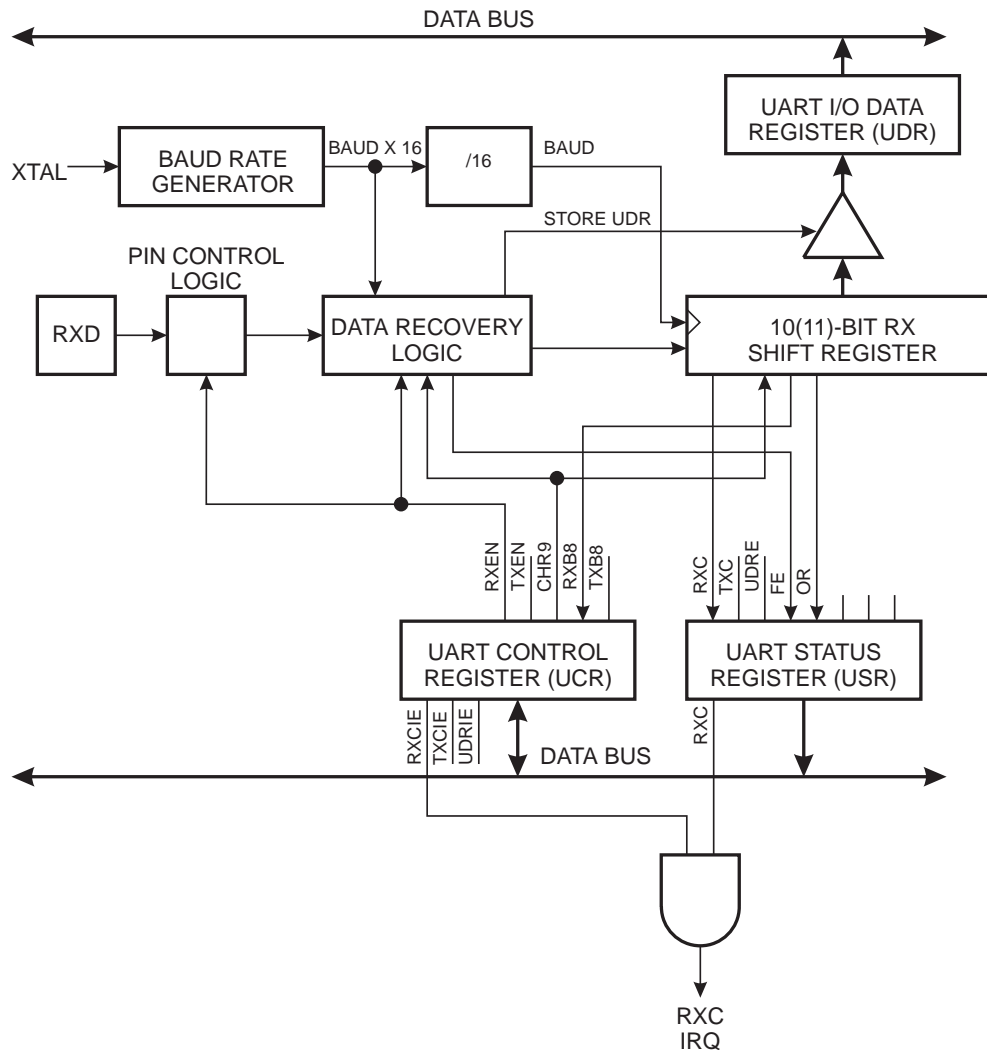 DATA BUS
UART I/O DATA
REGISTER (UDR)
XTAL
BAUD RATE
GENERATOR
BAUD X 16
/16
BAUD
STORE UDR
PIN CONTROL
LOGIC
RXD
DATA RECOVERY
LOGIC
10(11)-BIT RX
SHIFT REGISTER
RXEN
TXEN
CHR9
RXB8
TXB8
RXC
TXC
UDRE
FE
OR
UART CONTROL
REGISTER (UCR)
UART STATUS
REGISTER (USR)
RXCIE
TXCIE
UDRIE
RXC
DATA BUS
RXC
IRQ